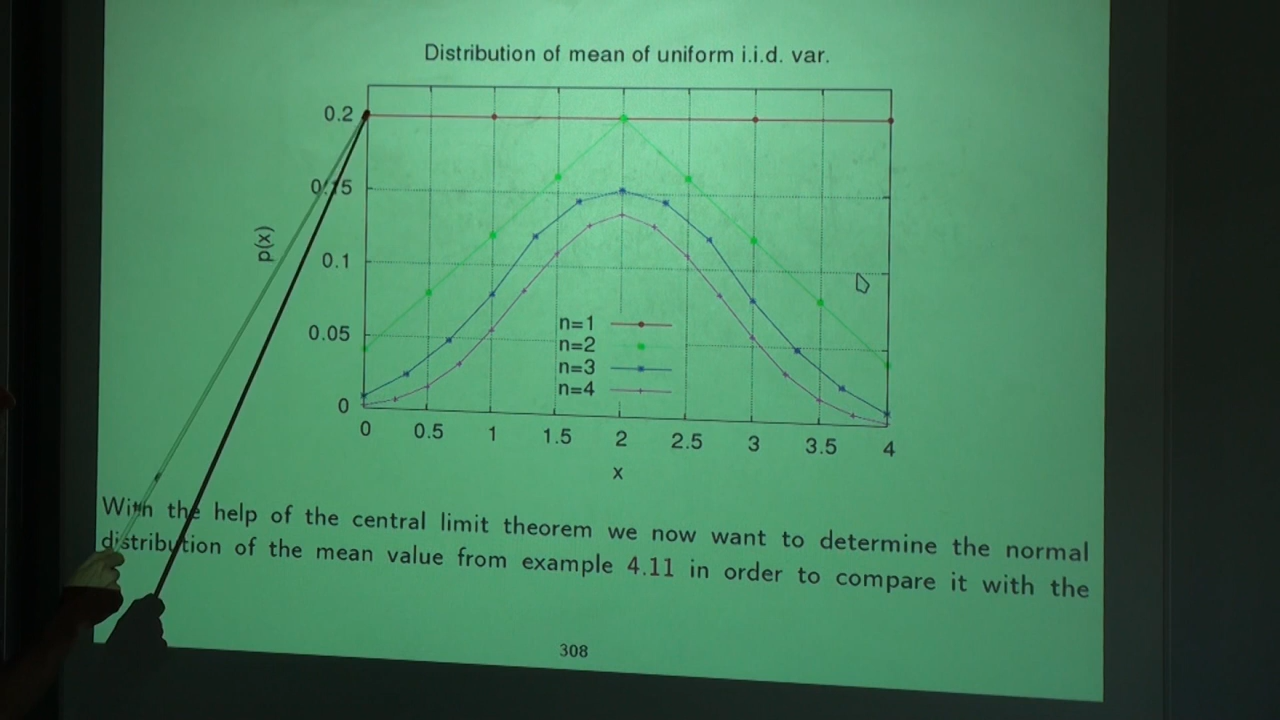 Distribution of mean of uniform i.i.d. var.
0.2
0.15
0.1
0.05
0
p(x)
n=1
n=2
n=3
n=4
0 0.5 1 1.5 2 2.5 3 3.5 4
x
With the help of the central limit theorem we now want to determine the normal
distribution of the mean value from example 4.11 in order to compare it with the
308